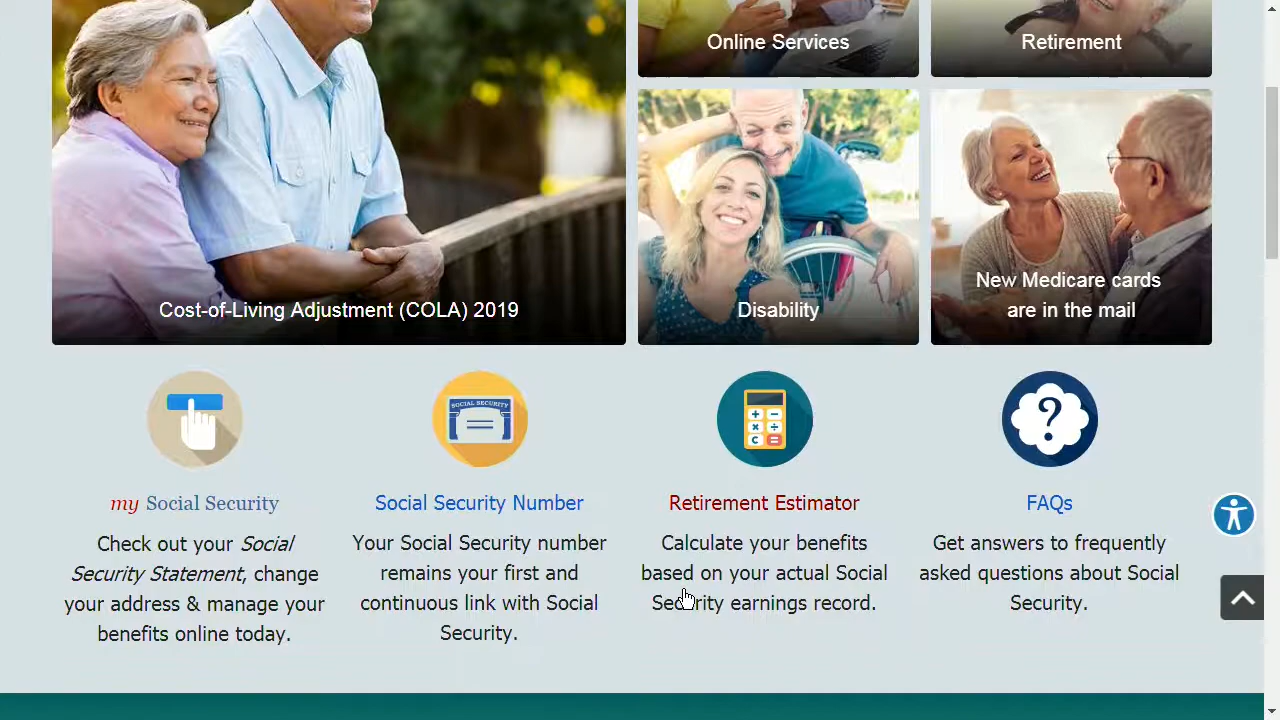 Online Services
Retirement
Cost-of-Living Adjustment (COLA) 2019
Disability
New Medicare cards
are in the mail
SOCIAL SECURITY
+ −
× ÷
C =
?
my Social Security
Check out your Social
Security Statement, change
your address & manage your
benefits online today.
Social Security Number
Your Social Security number
remains your first and
continuous link with Social
Security.
Retirement Estimator
Calculate your benefits
based on your actual Social
Security earnings record.
FAQs
Get answers to frequently
asked questions about Social
Security.